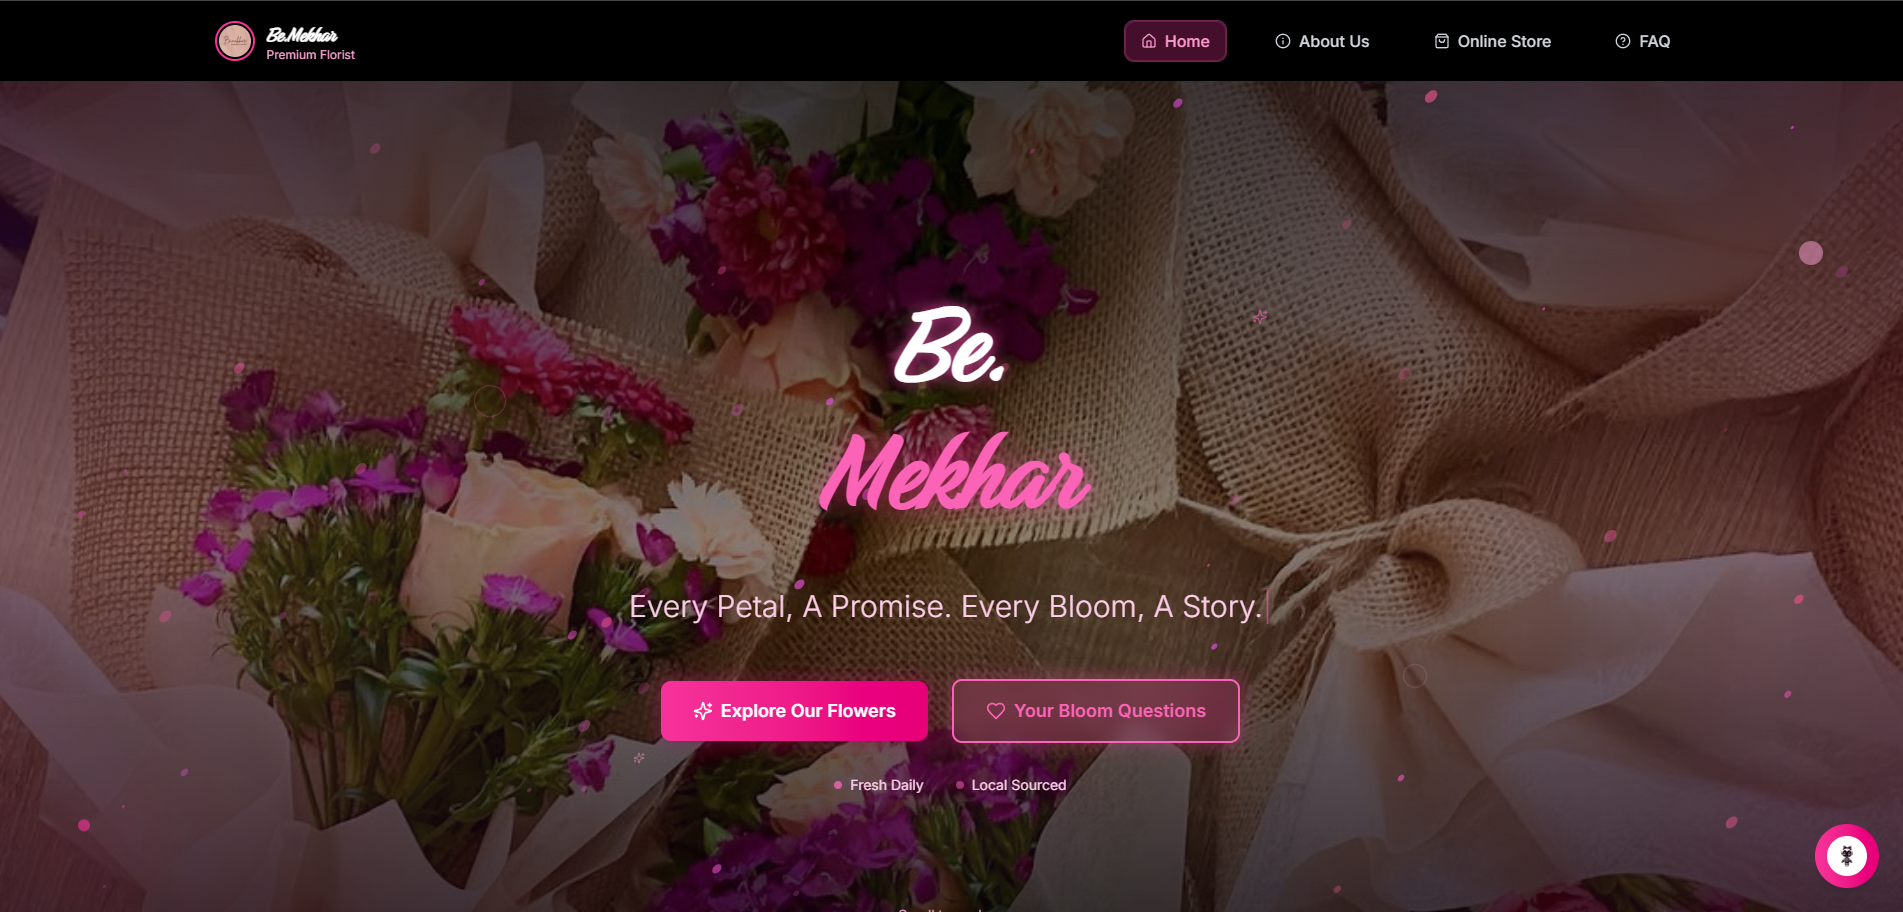 Be.Mekhar
Premium Florist
Home
About Us
Online Store
FAQ
Be.
Mekhar
Every Petal, A Promise. Every Bloom, A Story.
Explore Our Flowers
Your Bloom Questions
Fresh Daily
Local Sourced